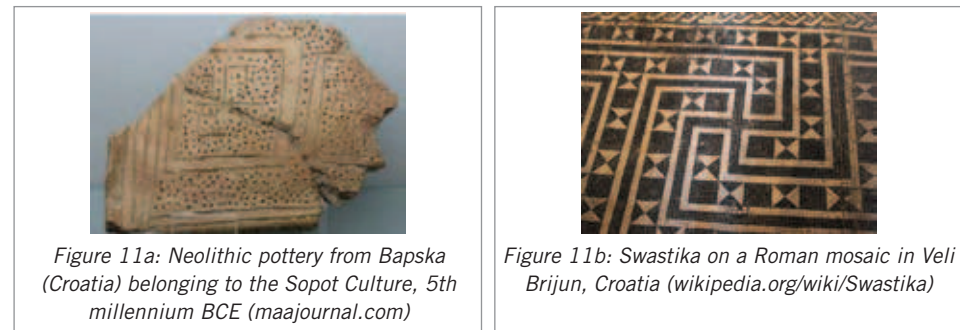 Figure 11a: Neolithic pottery from Bapska
(Croatia) belonging to the Sopot Culture, 5th
millennium BCE (maajournal.com)
Figure 11b: Swastika on a Roman mosaic in Veli
Brijun, Croatia (wikipedia.org/wiki/Swastika)